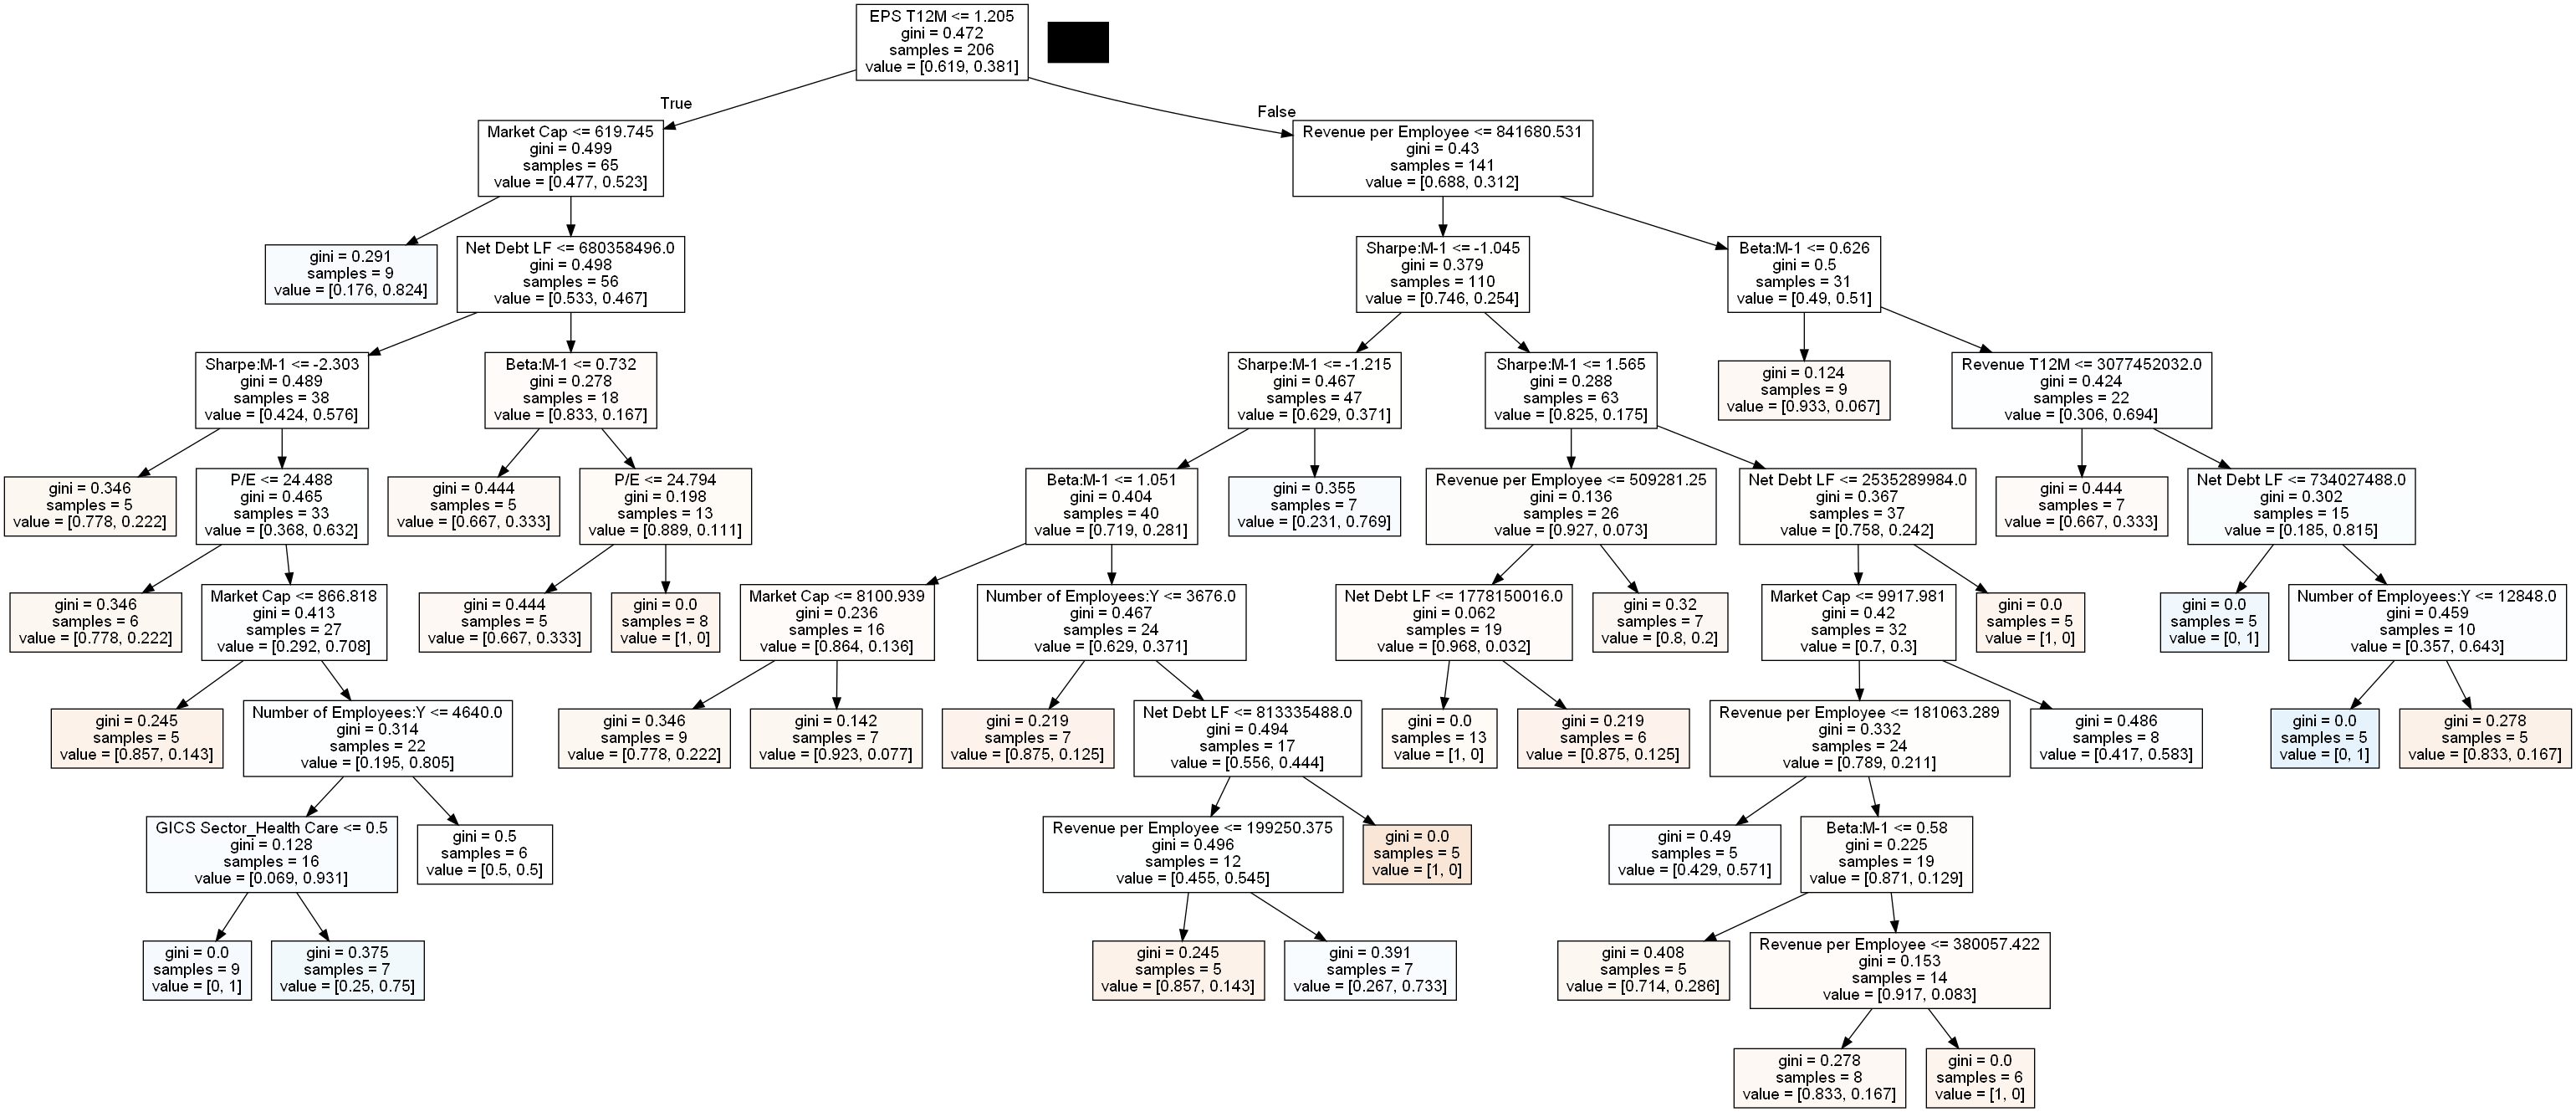 EPS T12M <= 1.205
gini = 0.472
samples = 206
value = [0.619, 0.381]
True
False
Market Cap <= 619.745
gini = 0.499
samples = 65
value = [0.477, 0.523]
Revenue per Employee <= 841680.531
gini = 0.43
samples = 141
value = [0.688, 0.312]
gini = 0.291
samples = 9
value = [0.176, 0.824]
Net Debt LF <= 680358496.0
gini = 0.498
samples = 56
value = [0.533, 0.467]
Sharpe:M-1 <= -1.045
gini = 0.379
samples = 110
value = [0.746, 0.254]
Beta:M-1 <= 0.626
gini = 0.5
samples = 31
value = [0.49, 0.51]
Sharpe:M-1 <= -2.303
gini = 0.489
samples = 38
value = [0.424, 0.576]
Beta:M-1 <= 0.732
gini = 0.278
samples = 18
value = [0.833, 0.167]
Sharpe:M-1 <= -1.215
gini = 0.467
samples = 47
value = [0.629, 0.371]
Sharpe:M-1 <= 1.565
gini = 0.288
samples = 63
value = [0.825, 0.175]
gini = 0.124
samples = 9
value = [0.933, 0.067]
Revenue T12M <= 3077452032.0
gini = 0.424
samples = 22
value = [0.306, 0.694]
gini = 0.346
samples = 5
value = [0.778, 0.222]
P/E <= 24.488
gini = 0.465
samples = 33
value = [0.368, 0.632]
gini = 0.444
samples = 5
value = [0.667, 0.333]
P/E <= 24.794
gini = 0.198
samples = 13
value = [0.889, 0.111]
Beta:M-1 <= 1.051
gini = 0.404
samples = 40
value = [0.719, 0.281]
gini = 0.355
samples = 7
value = [0.231, 0.769]
Revenue per Employee <= 509281.25
gini = 0.136
samples = 26
value = [0.927, 0.073]
Net Debt LF <= 2535289984.0
gini = 0.367
samples = 37
value = [0.758, 0.242]
gini = 0.444
samples = 7
value = [0.667, 0.333]
Net Debt LF <= 734027488.0
gini = 0.302
samples = 15
value = [0.185, 0.815]
gini = 0.346
samples = 6
value = [0.778, 0.222]
Market Cap <= 866.818
gini = 0.413
samples = 27
value = [0.292, 0.708]
gini = 0.444
samples = 5
value = [0.667, 0.333]
gini = 0.0
samples = 8
value = [1, 0]
Market Cap <= 8100.939
gini = 0.236
samples = 16
value = [0.864, 0.136]
Number of Employees:Y <= 3676.0
gini = 0.467
samples = 24
value = [0.629, 0.371]
Net Debt LF <= 1778150016.0
gini = 0.062
samples = 19
value = [0.968, 0.032]
gini = 0.32
samples = 7
value = [0.8, 0.2]
Market Cap <= 9917.981
gini = 0.42
samples = 32
value = [0.7, 0.3]
gini = 0.0
samples = 5
value = [1, 0]
gini = 0.0
samples = 5
value = [0, 1]
Number of Employees:Y <= 12848.0
gini = 0.459
samples = 10
value = [0.357, 0.643]
gini = 0.245
samples = 5
value = [0.857, 0.143]
Number of Employees:Y <= 4640.0
gini = 0.314
samples = 22
value = [0.195, 0.805]
gini = 0.346
samples = 9
value = [0.778, 0.222]
gini = 0.142
samples = 7
value = [0.923, 0.077]
gini = 0.219
samples = 7
value = [0.875, 0.125]
Net Debt LF <= 813335488.0
gini = 0.494
samples = 17
value = [0.556, 0.444]
gini = 0.0
samples = 13
value = [1, 0]
gini = 0.219
samples = 6
value = [0.875, 0.125]
Revenue per Employee <= 181063.289
gini = 0.332
samples = 24
value = [0.789, 0.211]
gini = 0.486
samples = 8
value = [0.417, 0.583]
gini = 0.0
samples = 5
value = [0, 1]
gini = 0.278
samples = 5
value = [0.833, 0.167]
GICS Sector_Health Care <= 0.5
gini = 0.128
samples = 16
value = [0.069, 0.931]
gini = 0.5
samples = 6
value = [0.5, 0.5]
Revenue per Employee <= 199250.375
gini = 0.496
samples = 12
value = [0.455, 0.545]
gini = 0.0
samples = 5
value = [1, 0]
gini = 0.49
samples = 5
value = [0.429, 0.571]
Beta:M-1 <= 0.58
gini = 0.225
samples = 19
value = [0.871, 0.129]
gini = 0.0
samples = 9
value = [0, 1]
gini = 0.375
samples = 7
value = [0.25, 0.75]
gini = 0.245
samples = 5
value = [0.857, 0.143]
gini = 0.391
samples = 7
value = [0.267, 0.733]
gini = 0.408
samples = 5
value = [0.714, 0.286]
Revenue per Employee <= 380057.422
gini = 0.153
samples = 14
value = [0.917, 0.083]
gini = 0.278
samples = 8
value = [0.833, 0.167]
gini = 0.0
samples = 6
value = [1, 0]